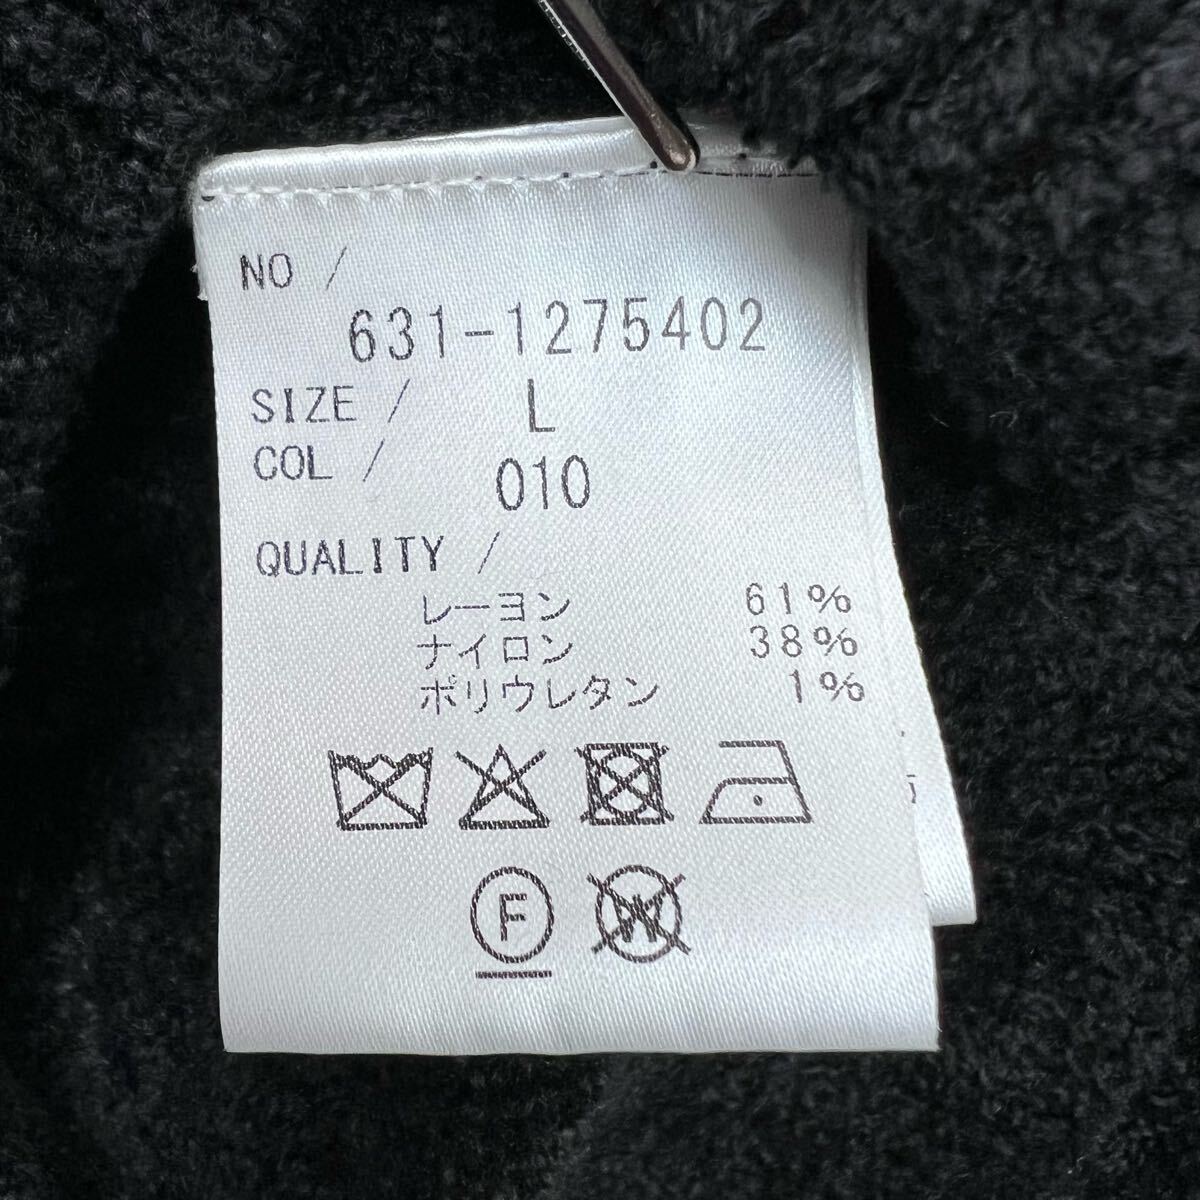 NO /
631-1275402
SIZE / L
COL / 010
QUALITY /
レーヨン 61%
ナイロン 38%
ポリウレタン 1%
F W